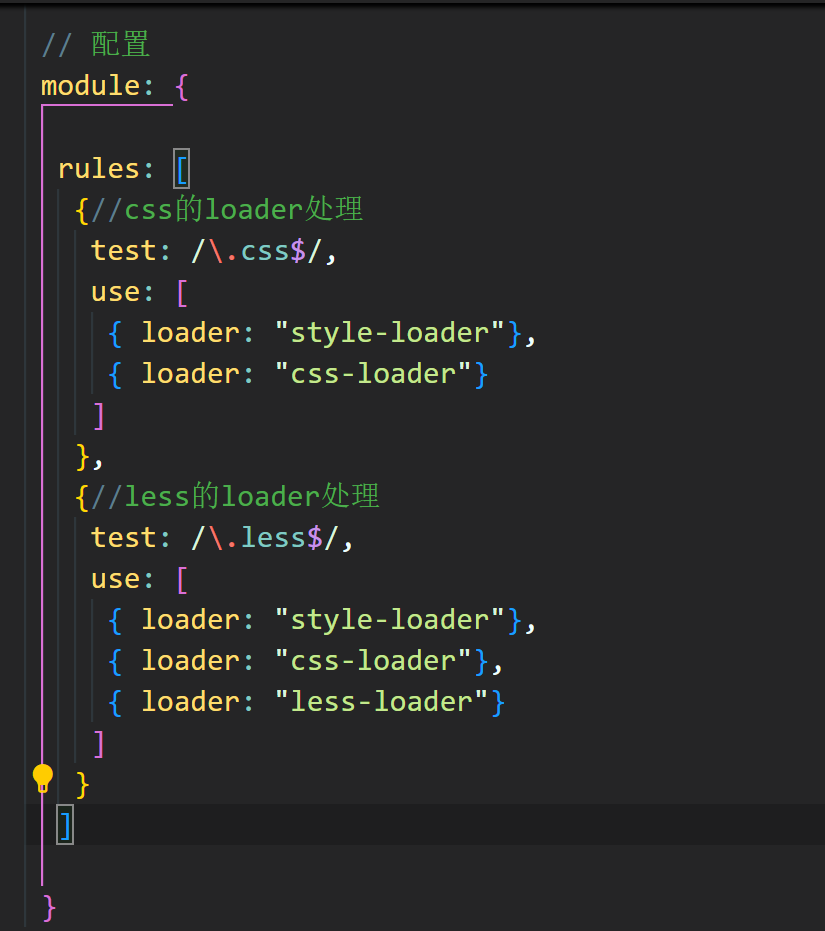 // 配置
module: {
rules: [
{//css的loader处理
test: /\.css$/,
use: [
{ loader: "style-loader"},
{ loader: "css-loader"}
]
},
{//less的loader处理
test: /\.less$/,
use: [
{ loader: "style-loader"},
{ loader: "css-loader"},
{ loader: "less-loader"}
]
}
]
}